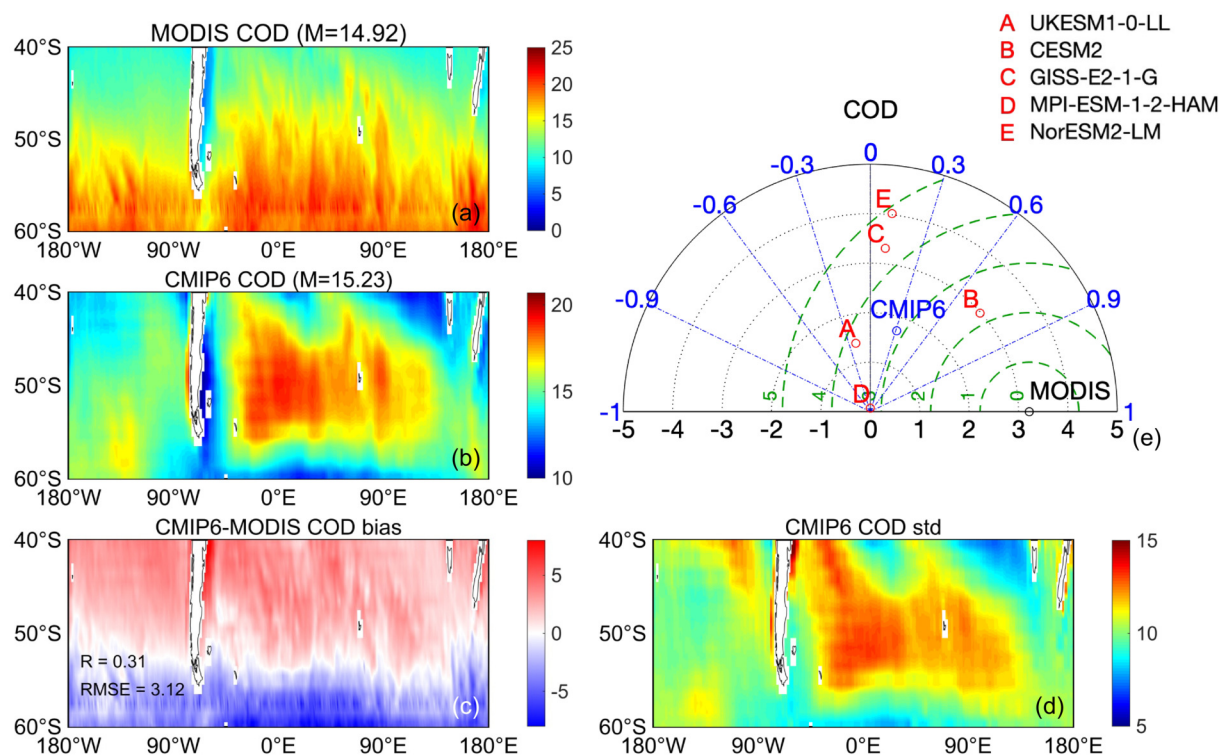 MODIS COD (M=14.92)
40°S
50°S
60°S
180°W 90°W 0°E 90°E 180°E
25
20
15
10
5
0
(a)
CMIP6 COD (M=15.23)
40°S
50°S
60°S
180°W 90°W 0°E 90°E 180°E
20
15
10
(b)
CMIP6-MODIS COD bias
40°S
50°S
60°S
R = 0.31
RMSE = 3.12
180°W 90°W 0°E 90°E 180°E
5
0
-5
(c)
A UKESM1-0-LL
B CESM2
C GISS-E2-1-G
D MPI-ESM-1-2-HAM
E NorESM2-LM
COD
-1 -0.9 -0.6 -0.3 0 0.3 0.6 0.9 1
E
C
B
CMIP6
A
D
MODIS
5 4 2 1 0
-5 -4 -3 -2 -1 0 1 2 3 4 5
(e)
CMIP6 COD std
40°S
50°S
60°S
180°W 90°W 0°E 90°E 180°E
15
10
5
(d)